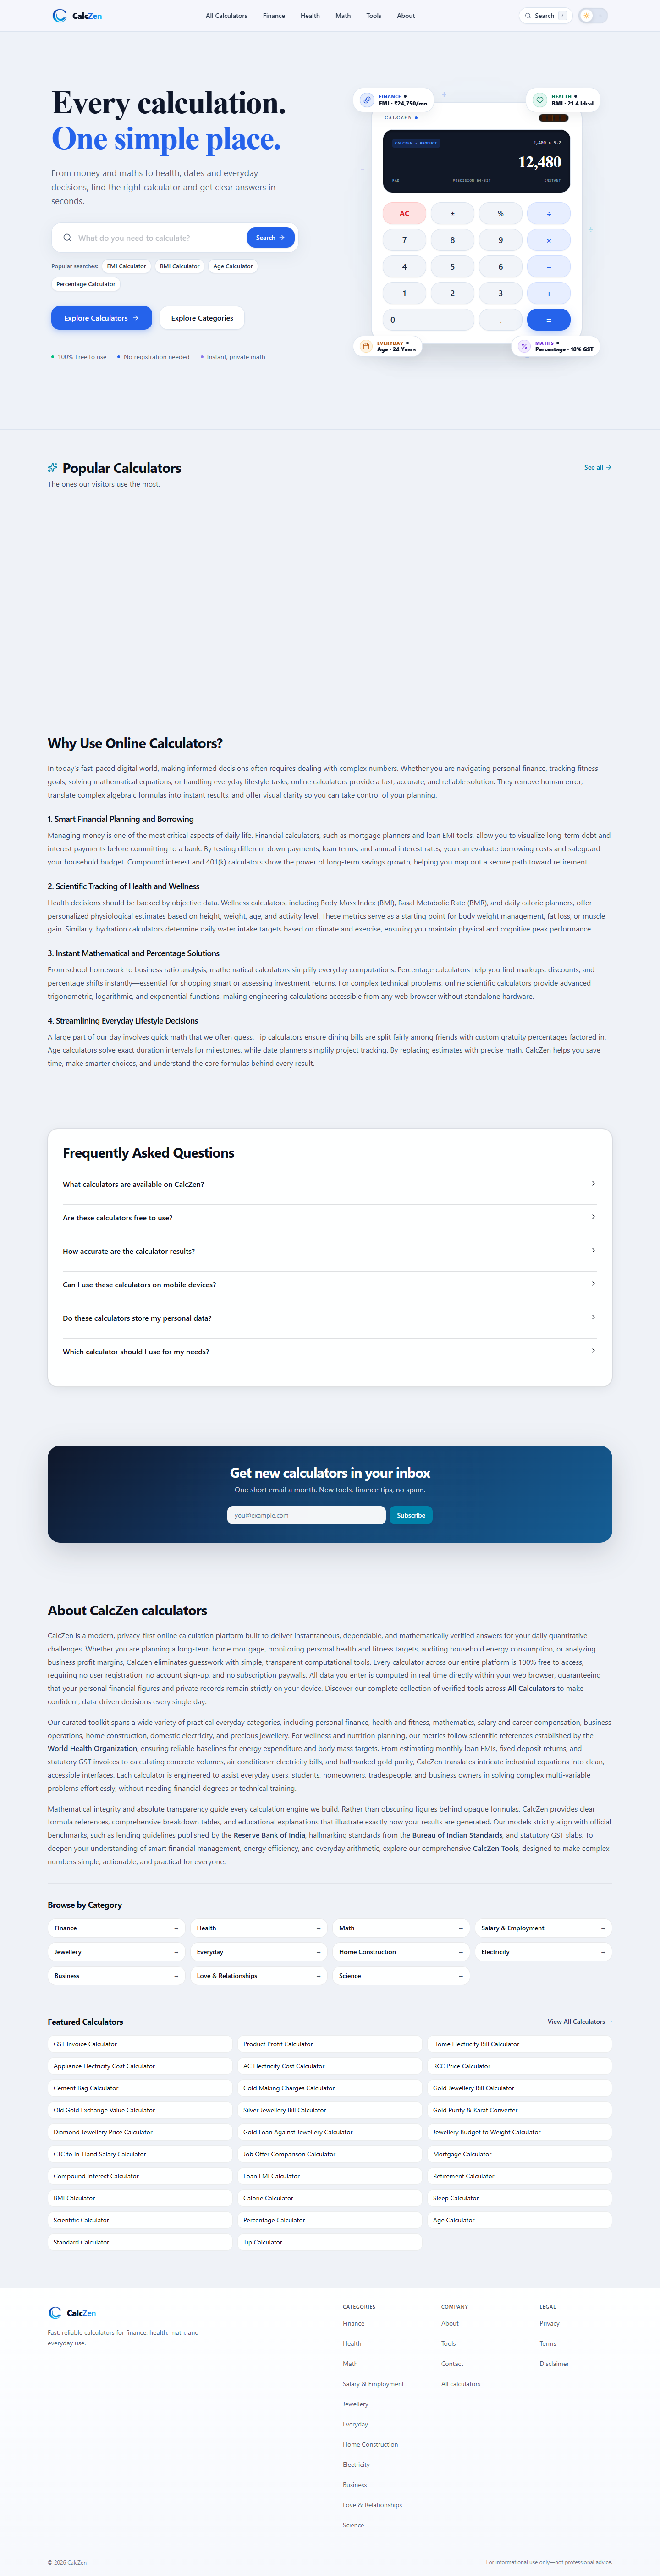 CalcZen
All Calculators
Finance
Health
Math
Tools
About
Search /
Every calculation.
One simple place.
From money and maths to health, dates and everyday
decisions, find the right calculator and get clear answers in
seconds.
What do you need to calculate?
Search →
Popular searches:
EMI Calculator
BMI Calculator
Age Calculator
Percentage Calculator
Explore Calculators →
Explore Categories
100% Free to use
No registration needed
Instant, private math
FINANCE
EMI · ₹24,750/mo
HEALTH
BMI · 21.4 Ideal
CALCZEN
CALCZEN · PRODUCT
2,400 × 5.2
12,480
RAD
PRECISION 64-BIT
INSTANT
AC ± % ÷
7 8 9 ×
4 5 6 −
1 2 3 +
0 . =
EVERYDAY
Age · 24 Years
MATHS
Percentage · 18% GST
Popular Calculators
See all →
The ones our visitors use the most.
Why Use Online Calculators?
In today's fast-paced digital world, making informed decisions often requires dealing with complex numbers. Whether you are navigating personal finance, tracking fitness
goals, solving mathematical equations, or handling everyday lifestyle tasks, online calculators provide a fast, accurate, and reliable solution. They remove human error,
translate complex algebraic formulas into instant results, and offer visual clarity so you can take control of your planning.
1. Smart Financial Planning and Borrowing
Managing money is one of the most critical aspects of daily life. Financial calculators, such as mortgage planners and loan EMI tools, allow you to visualize long-term debt and
interest payments before committing to a bank. By testing different down payments, loan terms, and annual interest rates, you can evaluate borrowing costs and safeguard
your household budget. Compound interest and 401(k) calculators show the power of long-term savings growth, helping you map out a secure path toward retirement.
2. Scientific Tracking of Health and Wellness
Health decisions should be backed by objective data. Wellness calculators, including Body Mass Index (BMI), Basal Metabolic Rate (BMR), and daily calorie planners, offer
personalized physiological estimates based on height, weight, age, and activity level. These metrics serve as a starting point for body weight management, fat loss, or muscle
gain. Similarly, hydration calculators determine daily water intake targets based on climate and exercise, ensuring you maintain physical and cognitive peak performance.
3. Instant Mathematical and Percentage Solutions
From school homework to business ratio analysis, mathematical calculators simplify everyday computations. Percentage calculators help you find markups, discounts, and
percentage shifts instantly—essential for shopping smart or assessing investment returns. For complex technical problems, online scientific calculators provide advanced
trigonometric, logarithmic, and exponential functions, making engineering calculations accessible from any web browser without standalone hardware.
4. Streamlining Everyday Lifestyle Decisions
A large part of our day involves quick math that we often guess. Tip calculators ensure dining bills are split fairly among friends with custom gratuity percentages factored in.
Age calculators solve exact duration intervals for milestones, while date planners simplify project tracking. By replacing estimates with precise math, CalcZen helps you save
time, make smarter choices, and understand the core formulas behind every result.
Frequently Asked Questions
What calculators are available on CalcZen?
Are these calculators free to use?
How accurate are the calculator results?
Can I use these calculators on mobile devices?
Do these calculators store my personal data?
Which calculator should I use for my needs?
Get new calculators in your inbox
One short email a month. New tools, finance tips, no spam.
you@example.com
Subscribe
About CalcZen calculators
CalcZen is a modern, privacy-first online calculation platform built to deliver instantaneous, dependable, and mathematically verified answers for your daily quantitative
challenges. Whether you are planning a long-term home mortgage, monitoring personal health and fitness targets, auditing household energy consumption, or analyzing
business profit margins, CalcZen eliminates guesswork with simple, transparent computational tools. Every calculator across our entire platform is 100% free to access,
requiring no user registration, no account sign-up, and no subscription paywalls. All data you enter is computed in real time directly within your web browser, guaranteeing
that your personal financial figures and private records remain strictly on your device. Discover our complete collection of verified tools across All Calculators to make
confident, data-driven decisions every single day.
Our curated toolkit spans a wide variety of practical everyday categories, including personal finance, health and fitness, mathematics, salary and career compensation, business
operations, home construction, domestic electricity, and precious jewellery. For wellness and nutrition planning, our metrics follow scientific references established by the
World Health Organization, ensuring reliable baselines for energy expenditure and body mass targets. From estimating monthly loan EMIs, fixed deposit returns, and
statutory GST invoices to calculating concrete volumes, air conditioner electricity bills, and hallmarked gold purity, CalcZen translates intricate industrial equations into clean,
accessible interfaces. Each calculator is engineered to assist everyday users, students, homeowners, tradespeople, and business owners in solving complex multi-variable
problems effortlessly, without needing financial degrees or technical training.
Mathematical integrity and absolute transparency guide every calculation engine we build. Rather than obscuring figures behind opaque formulas, CalcZen provides clear
formula references, comprehensive breakdown tables, and educational explanations that illustrate exactly how your results are generated. Our models strictly align with official
benchmarks, such as lending guidelines published by the Reserve Bank of India, hallmarking standards from the Bureau of Indian Standards, and statutory GST slabs. To
deepen your understanding of smart financial management, energy efficiency, and everyday arithmetic, explore our comprehensive CalcZen Tools, designed to make complex
numbers simple, actionable, and practical for everyone.
Browse by Category
Finance →
Health →
Math →
Salary & Employment →
Jewellery →
Everyday →
Home Construction →
Electricity →
Business →
Love & Relationships →
Science →
Featured Calculators
View All Calculators →
GST Invoice Calculator
Product Profit Calculator
Home Electricity Bill Calculator
Appliance Electricity Cost Calculator
AC Electricity Cost Calculator
RCC Price Calculator
Cement Bag Calculator
Gold Making Charges Calculator
Gold Jewellery Bill Calculator
Old Gold Exchange Value Calculator
Silver Jewellery Bill Calculator
Gold Purity & Karat Converter
Diamond Jewellery Price Calculator
Gold Loan Against Jewellery Calculator
Jewellery Budget to Weight Calculator
CTC to In-Hand Salary Calculator
Job Offer Comparison Calculator
Mortgage Calculator
Compound Interest Calculator
Loan EMI Calculator
Retirement Calculator
BMI Calculator
Calorie Calculator
Sleep Calculator
Scientific Calculator
Percentage Calculator
Age Calculator
Standard Calculator
Tip Calculator
CalcZen
Fast, reliable calculators for finance, health, math, and
everyday use.
CATEGORIES
Finance
Health
Math
Salary & Employment
Jewellery
Everyday
Home Construction
Electricity
Business
Love & Relationships
Science
COMPANY
About
Tools
Contact
All calculators
LEGAL
Privacy
Terms
Disclaimer
© 2026 CalcZen
For informational use only—not professional advice.